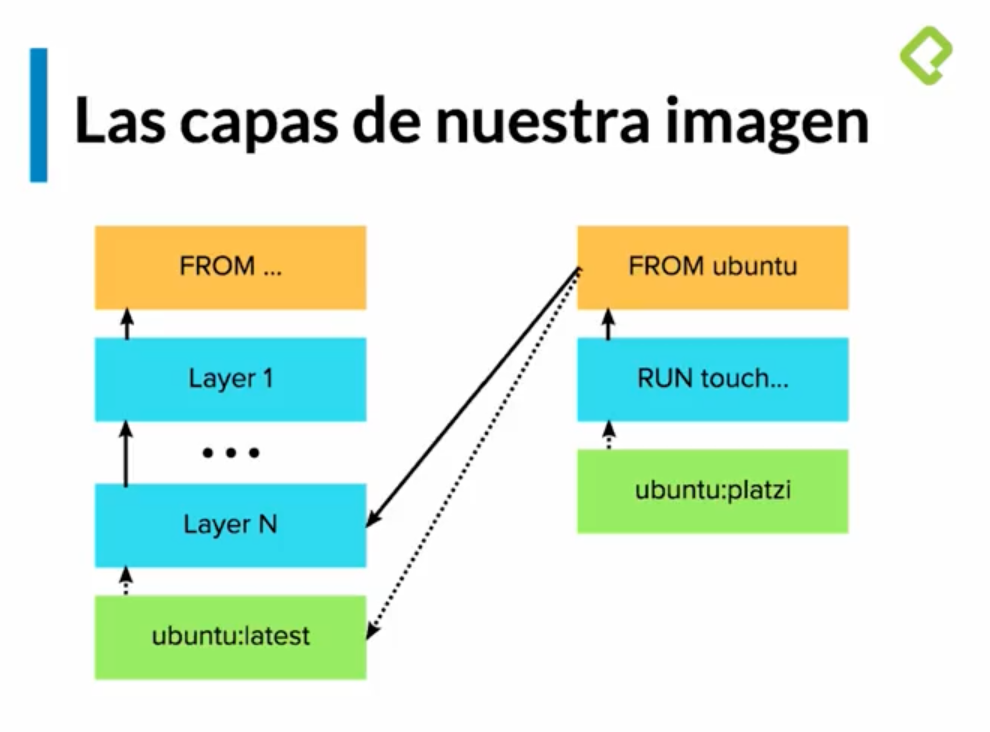 Las capas de nuestra imagen
FROM ...
Layer 1
...
Layer N
ubuntu:latest
FROM ubuntu
RUN touch...
ubuntu:platzi